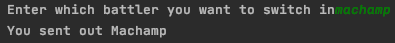 Enter which battler you want to switch inmachamp
You sent out Machamp